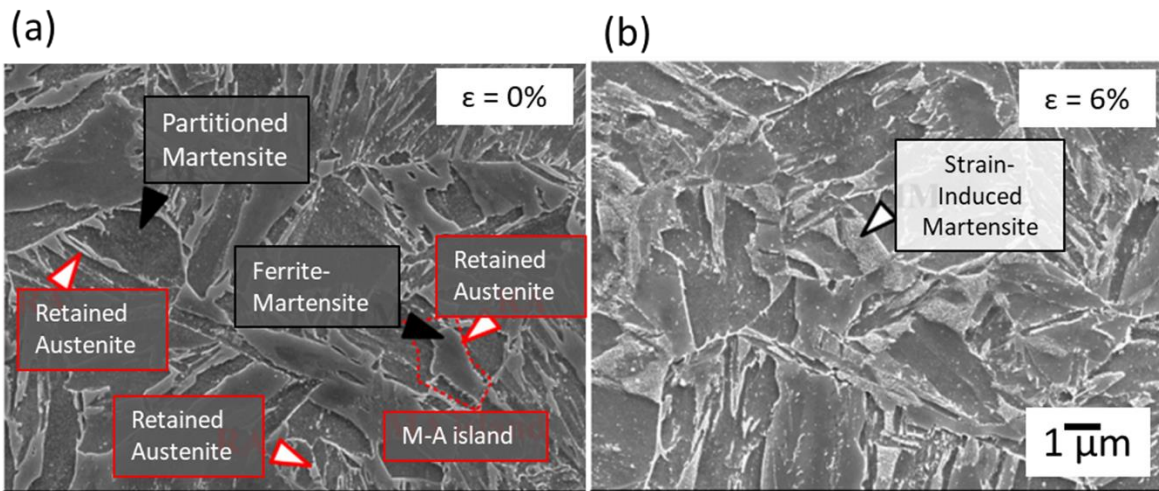 (a)
ε = 0%
Partitioned
Martensite
Ferrite-
Martensite
Retained
Austenite
Retained
Austenite
Retained
Austenite
M-A island
(b)
ε = 6%
Strain-
Induced
Martensite
1 μm